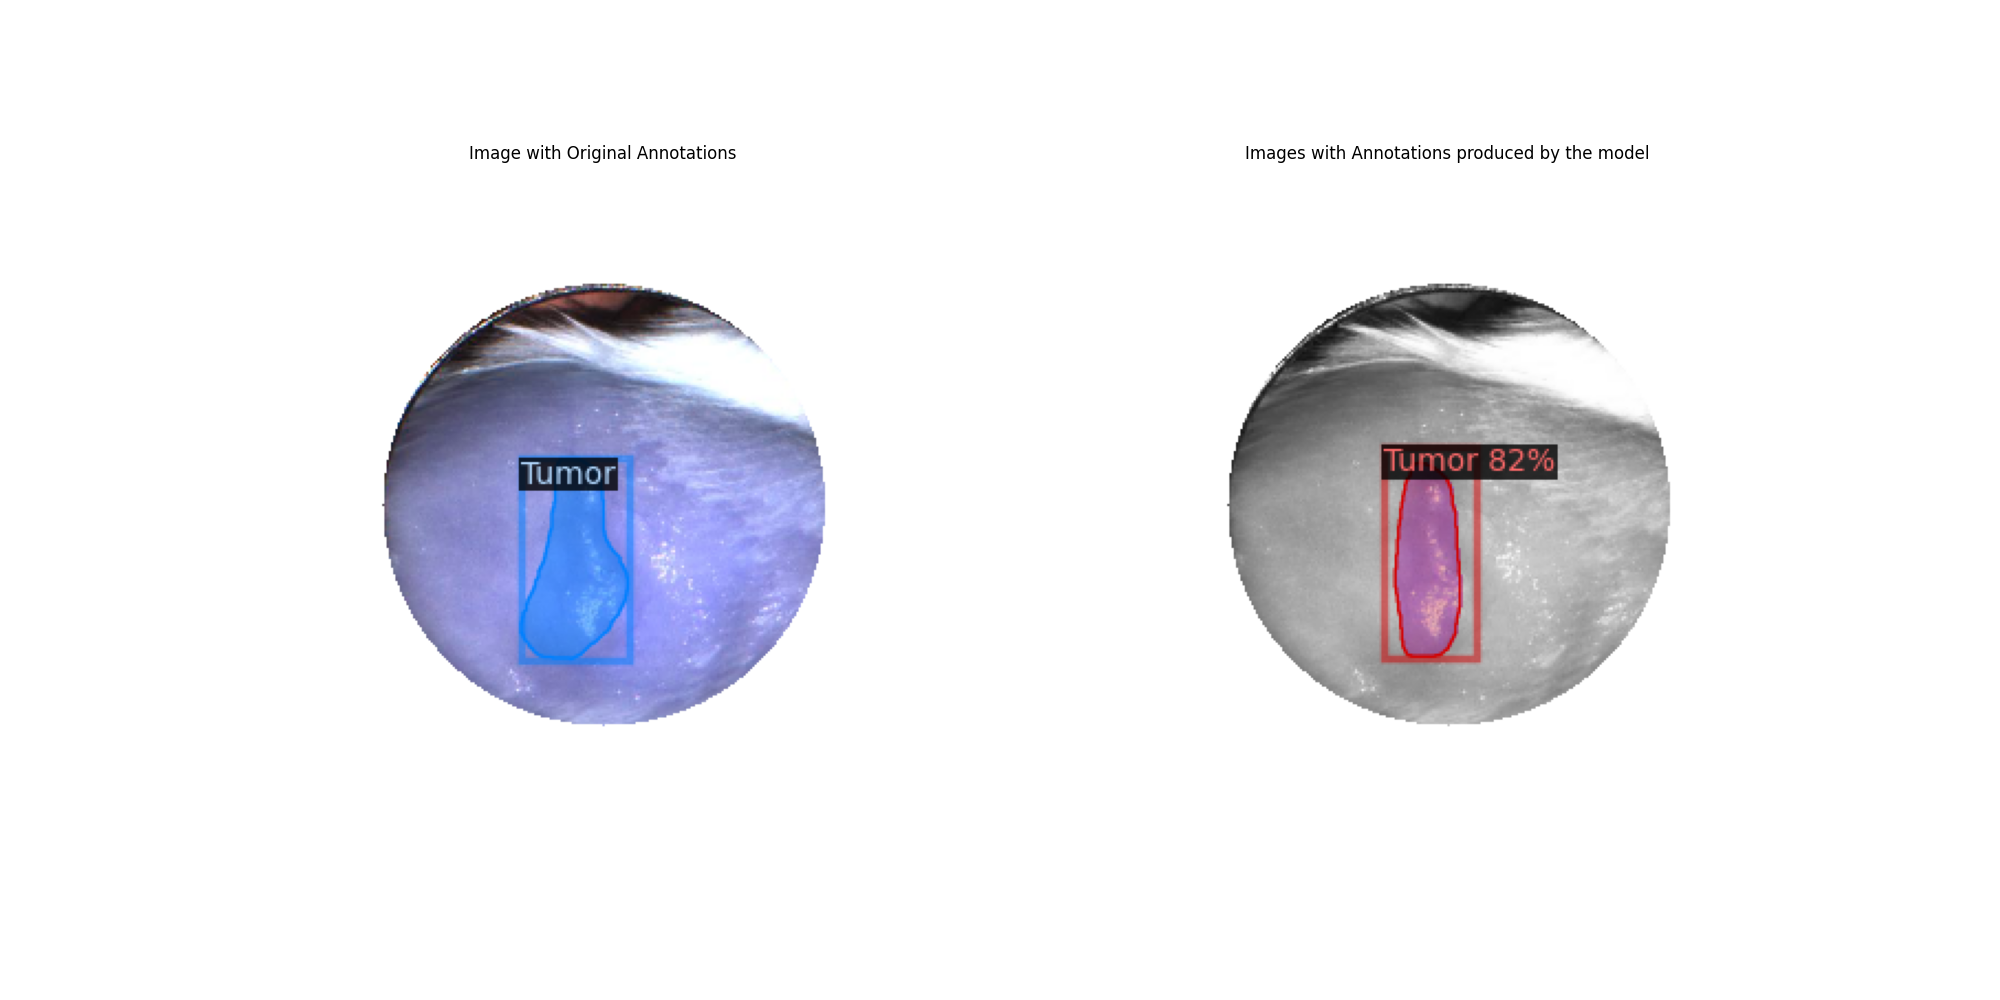 Image with Original Annotations
Images with Annotations produced by the model
Tumor
Tumor 82%